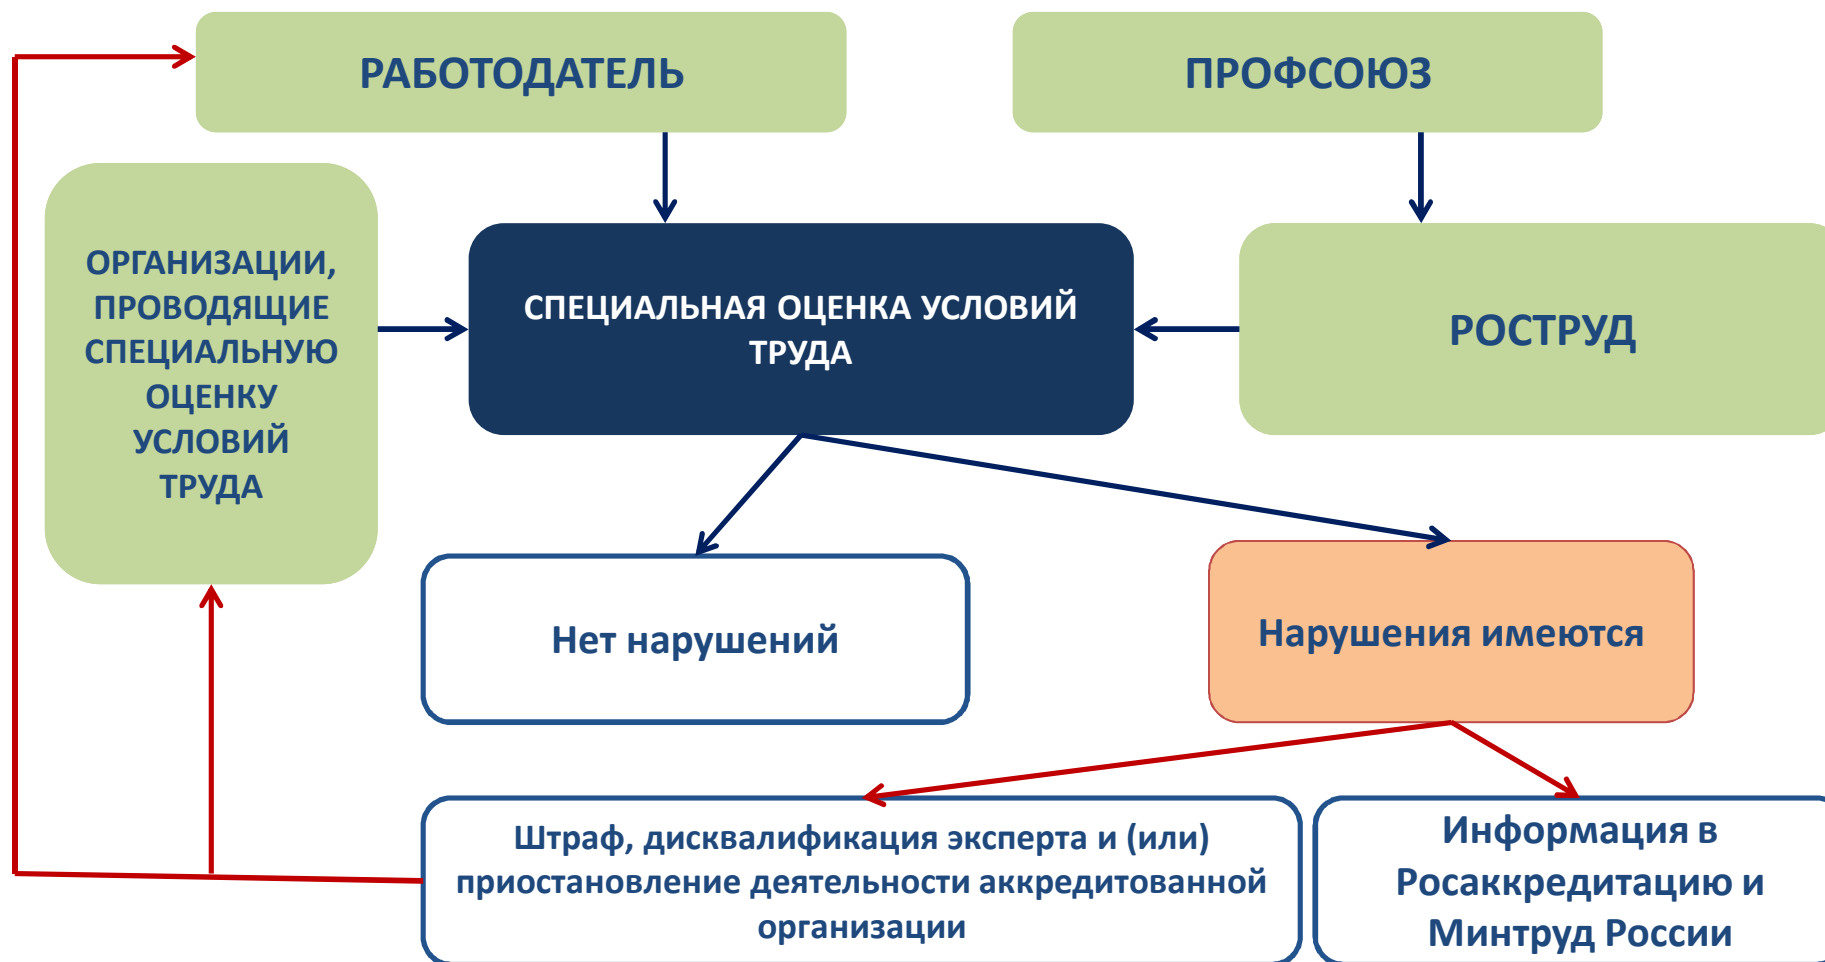 РАБОТОДАТЕЛЬ
ПРОФСОЮЗ
ОРГАНИЗАЦИИ,
ПРОВОДЯЩИЕ
СПЕЦИАЛЬНУЮ
ОЦЕНКУ
УСЛОВИЙ
ТРУДА
СПЕЦИАЛЬНАЯ ОЦЕНКА УСЛОВИЙ
ТРУДА
РОСТРУД
Нет нарушений
Нарушения имеются
Штраф, дисквалификация эксперта и (или)
приостановление деятельности аккредитованной
организации
Информация в
Росаккредитацию и
Минтруд России